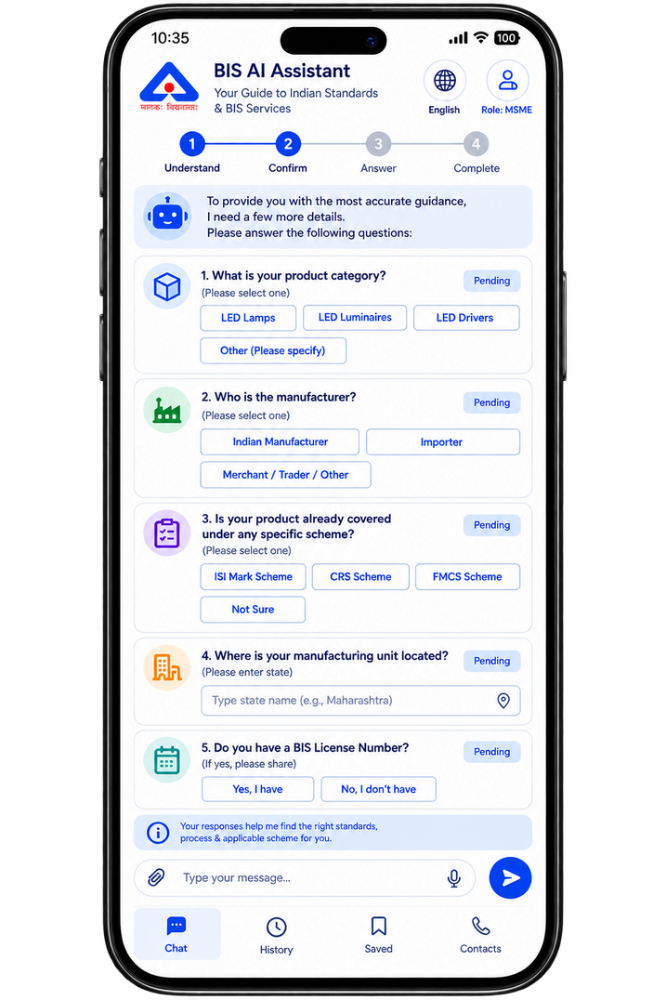 10:35
100
BIS AI Assistant
Your Guide to Indian Standards
& BIS Services
मानकः पथप्रदर्शकः
English
Role: MSME
1
2
3
4
Understand
Confirm
Answer
Complete
To provide you with the most accurate guidance,
I need a few more details.
Please answer the following questions:
1. What is your product category?
Pending
(Please select one)
LED Lamps
LED Luminaires
LED Drivers
Other (Please specify)
2. Who is the manufacturer?
Pending
(Please select one)
Indian Manufacturer
Importer
Merchant / Trader / Other
3. Is your product already covered
under any specific scheme?
Pending
(Please select one)
ISI Mark Scheme
CRS Scheme
FMCS Scheme
Not Sure
4. Where is your manufacturing unit located?
Pending
(Please enter state)
Type state name (e.g., Maharashtra)
5. Do you have a BIS License Number?
Pending
(If yes, please share)
Yes, I have
No, I don’t have
Your responses help me find the right standards,
process & applicable scheme for you.
Type your message...
Chat
History
Saved
Contacts